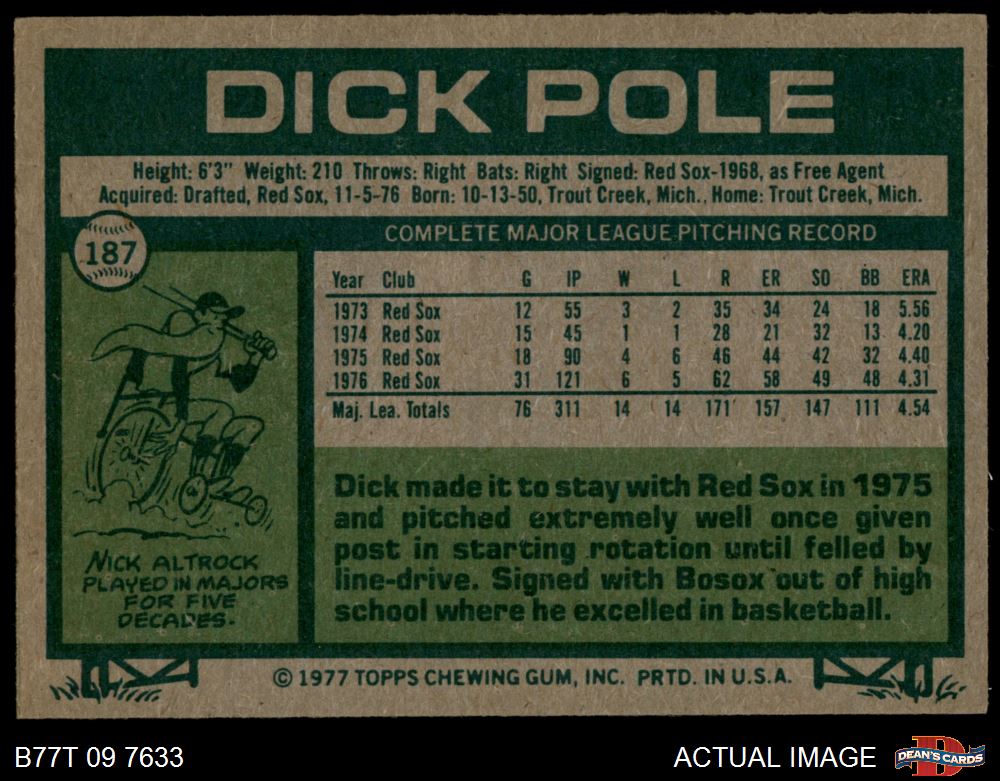 DICK POLE
Height: 6'3" Weight: 210 Throws: Right Bats: Right Signed: Red Sox-1968, as Free Agent
Acquired: Drafted, Red Sox, 11-5-76 Born: 10-13-50, Trout Creek, Mich.. Home: Trout Creek, Mich.
187
COMPLETE MAJOR LEAGUE PITCHING RECORD
Year Club G IP W L R ER SO BB ERA
1973 Red Sox 12 55 3 2 35 34 24 18 5.56
1974 Red Sox 15 45 1 1 28 21 32 13 4.20
1975 Red Sox 18 90 4 6 46 44 42 32 4.40
1976 Red Sox 31 121 6 5 62 58 49 48 4.31
Maj. Lea. Totals 76 311 14 14 171 157 147 111 4.54
NICK ALTROCK
PLAYED IN MAJORS
FOR FIVE
DECADES.
Dick made it to stay with Red Sox in 1975
and pitched extremely well once given
post in starting rotation until felled by
line-drive. Signed with Bosox out of high
school where he excelled in basketball.
© 1977 TOPPS CHEWING GUM, INC. PRTD. IN U.S.A.
B77T 09 7633
ACTUAL IMAGE
D
DEAN'S CARDS